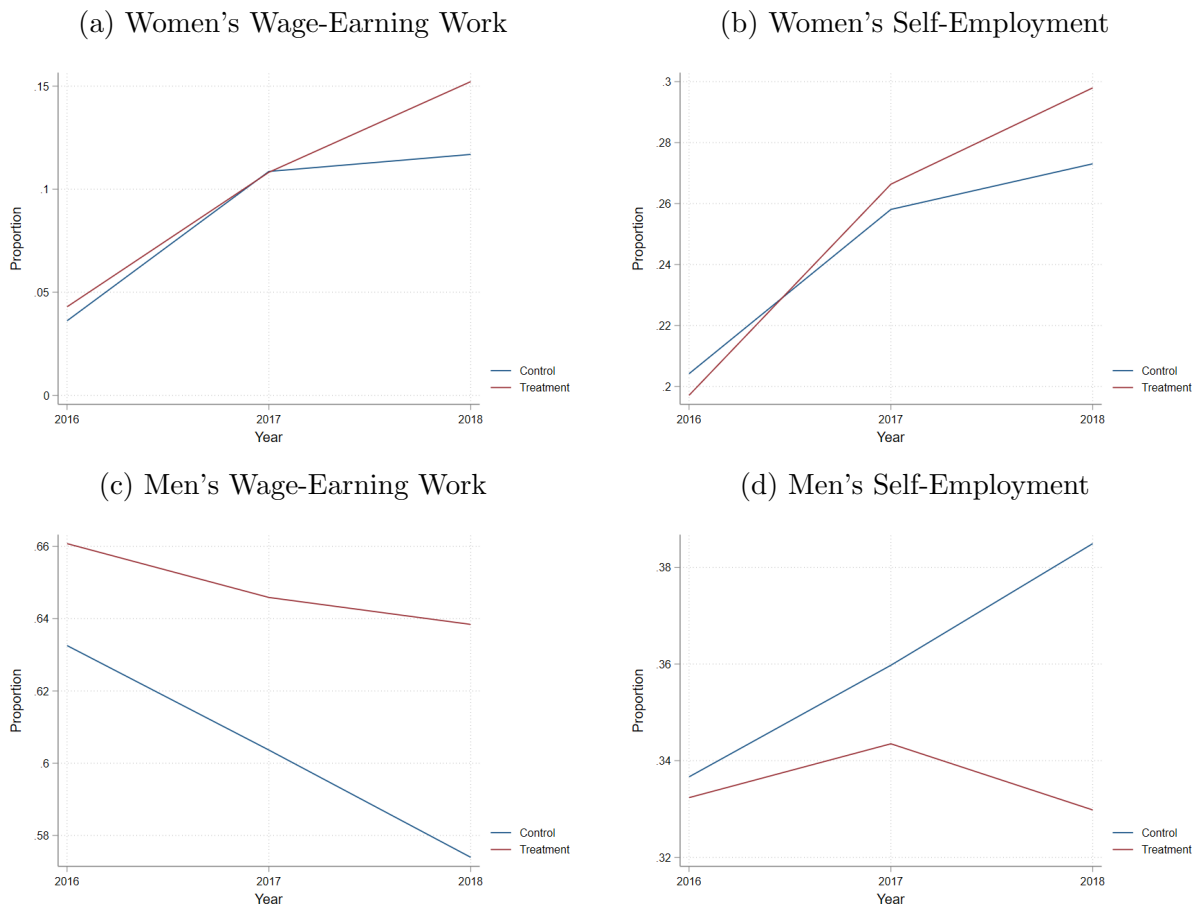 (a) Women's Wage-Earning Work
.15
.1
.05
0
Proportion
2016 2017 2018
Year
Control
Treatment
(b) Women's Self-Employment
.3
.28
.26
.24
.22
.2
Proportion
2016 2017 2018
Year
Control
Treatment
(c) Men's Wage-Earning Work
.66
.64
.62
.6
.58
Proportion
2016 2017 2018
Year
Control
Treatment
(d) Men's Self-Employment
.38
.36
.34
.32
Proportion
2016 2017 2018
Year
Control
Treatment